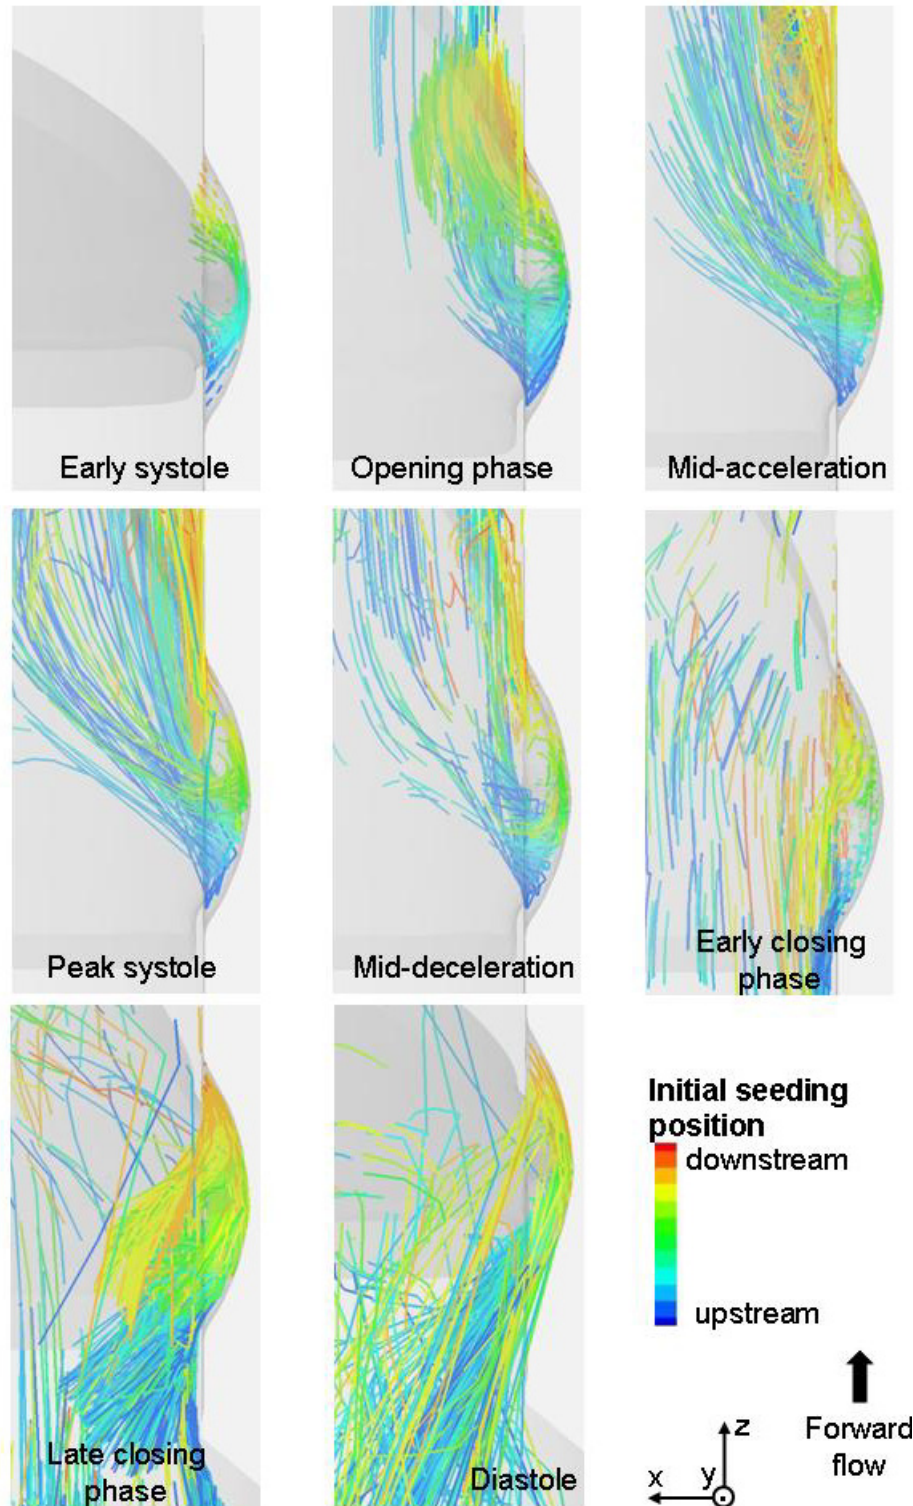 Early systole
Opening phase
Mid-acceleration
Peak systole
Mid-deceleration
Early closing
phase
Late closing
phase
Diastole
Initial seeding
position
downstream
upstream
z
x
y
Forward
flow